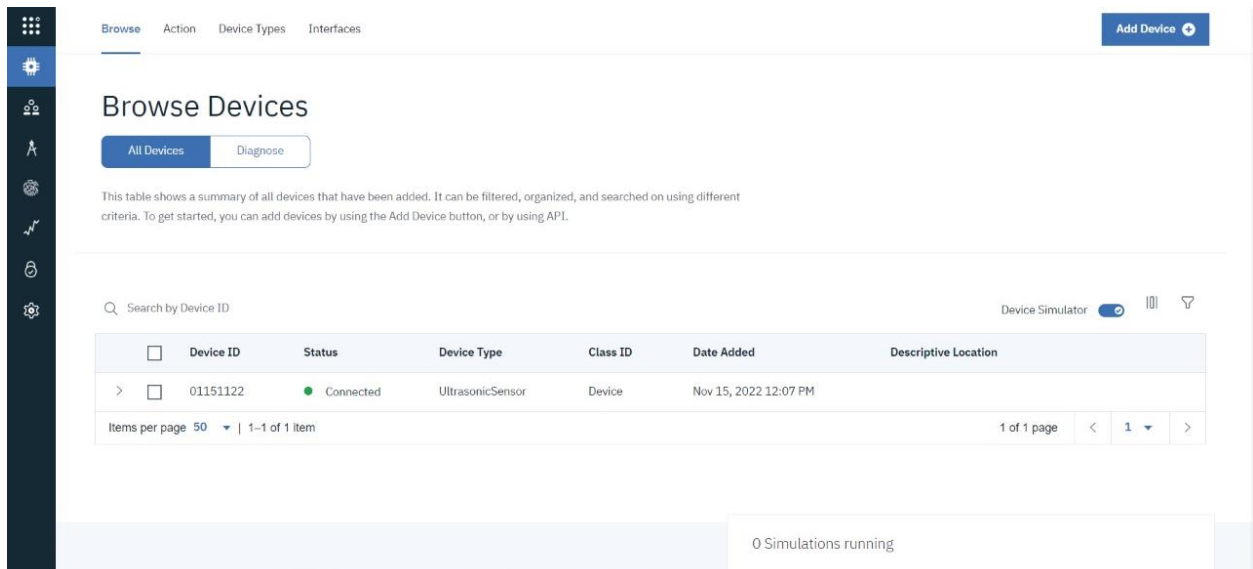 Browse Action Device Types Interfaces Add Device
Browse Devices
All Devices Diagnose
This table shows a summary of all devices that have been added. It can be filtered, organized, and searched on using different
criteria. To get started, you can add devices by using the Add Device button, or by using API.
Search by Device ID Device Simulator
Device ID Status Device Type Class ID Date Added Descriptive Location
01151122 Connected UltrasonicSensor Device Nov 15, 2022 12:07 PM
Items per page 50 | 1–1 of 1 item 1 of 1 page 1
0 Simulations running